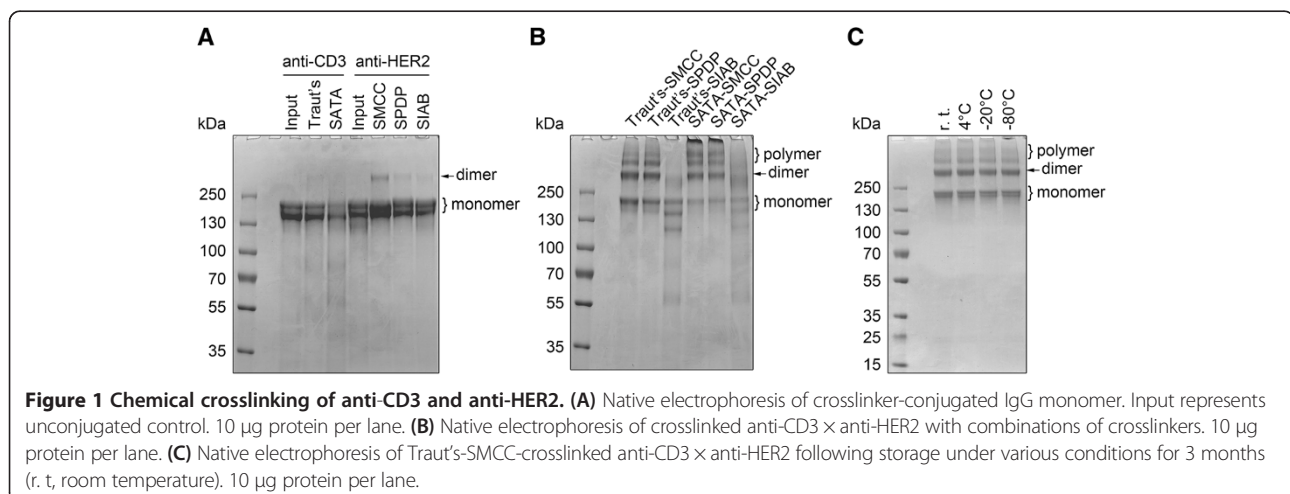 A
B
C
anti-CD3 anti-HER2
Input
Traut's
SATA
Input
SMCC
SPDP
SIAB
kDa
250
130
100
70
55
35
dimer
monomer
Traut's-SMCC
Traut's-SPDP
Traut's-SIAB
SATA-SMCC
SATA-SPDP
SATA-SIAB
kDa
250
130
100
70
55
35
polymer
dimer
monomer
r. t.
4°C
-20°C
-80°C
kDa
250
130
100
70
55
35
25
15
polymer
dimer
monomer
Figure 1 Chemical crosslinking of anti-CD3 and anti-HER2. (A) Native electrophoresis of crosslinker-conjugated IgG monomer. Input represents
unconjugated control. 10 μg protein per lane. (B) Native electrophoresis of crosslinked anti-CD3 × anti-HER2 with combinations of crosslinkers. 10 μg
protein per lane. (C) Native electrophoresis of Traut's-SMCC-crosslinked anti-CD3 × anti-HER2 following storage under various conditions for 3 months
(r. t, room temperature). 10 μg protein per lane.